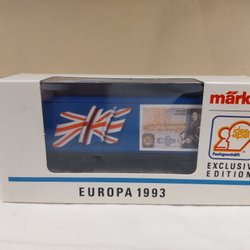 märk
EXCLUSIV
EDITION
EUROPA 1993